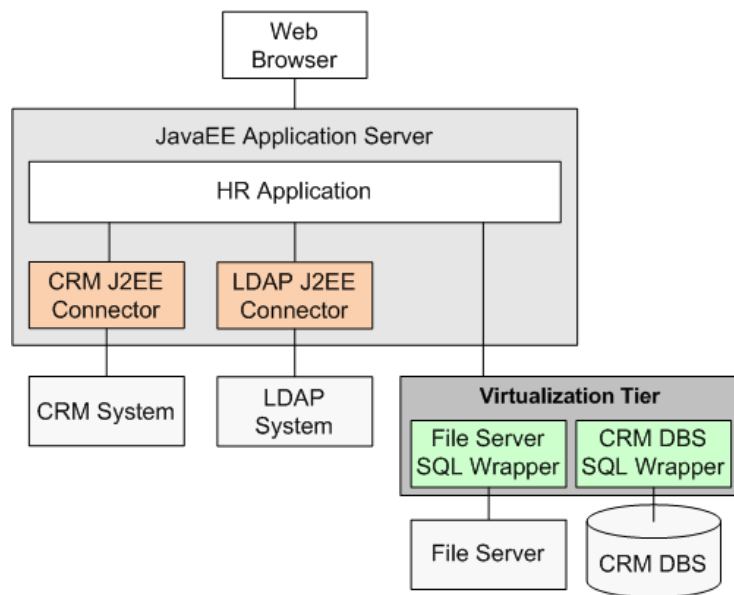 Web
Browser
JavaEE Application Server
HR Application
CRM J2EE
Connector
LDAP J2EE
Connector
CRM System
LDAP
System
Virtualization Tier
File Server
SQL Wrapper
CRM DBS
SQL Wrapper
File Server
CRM DBS